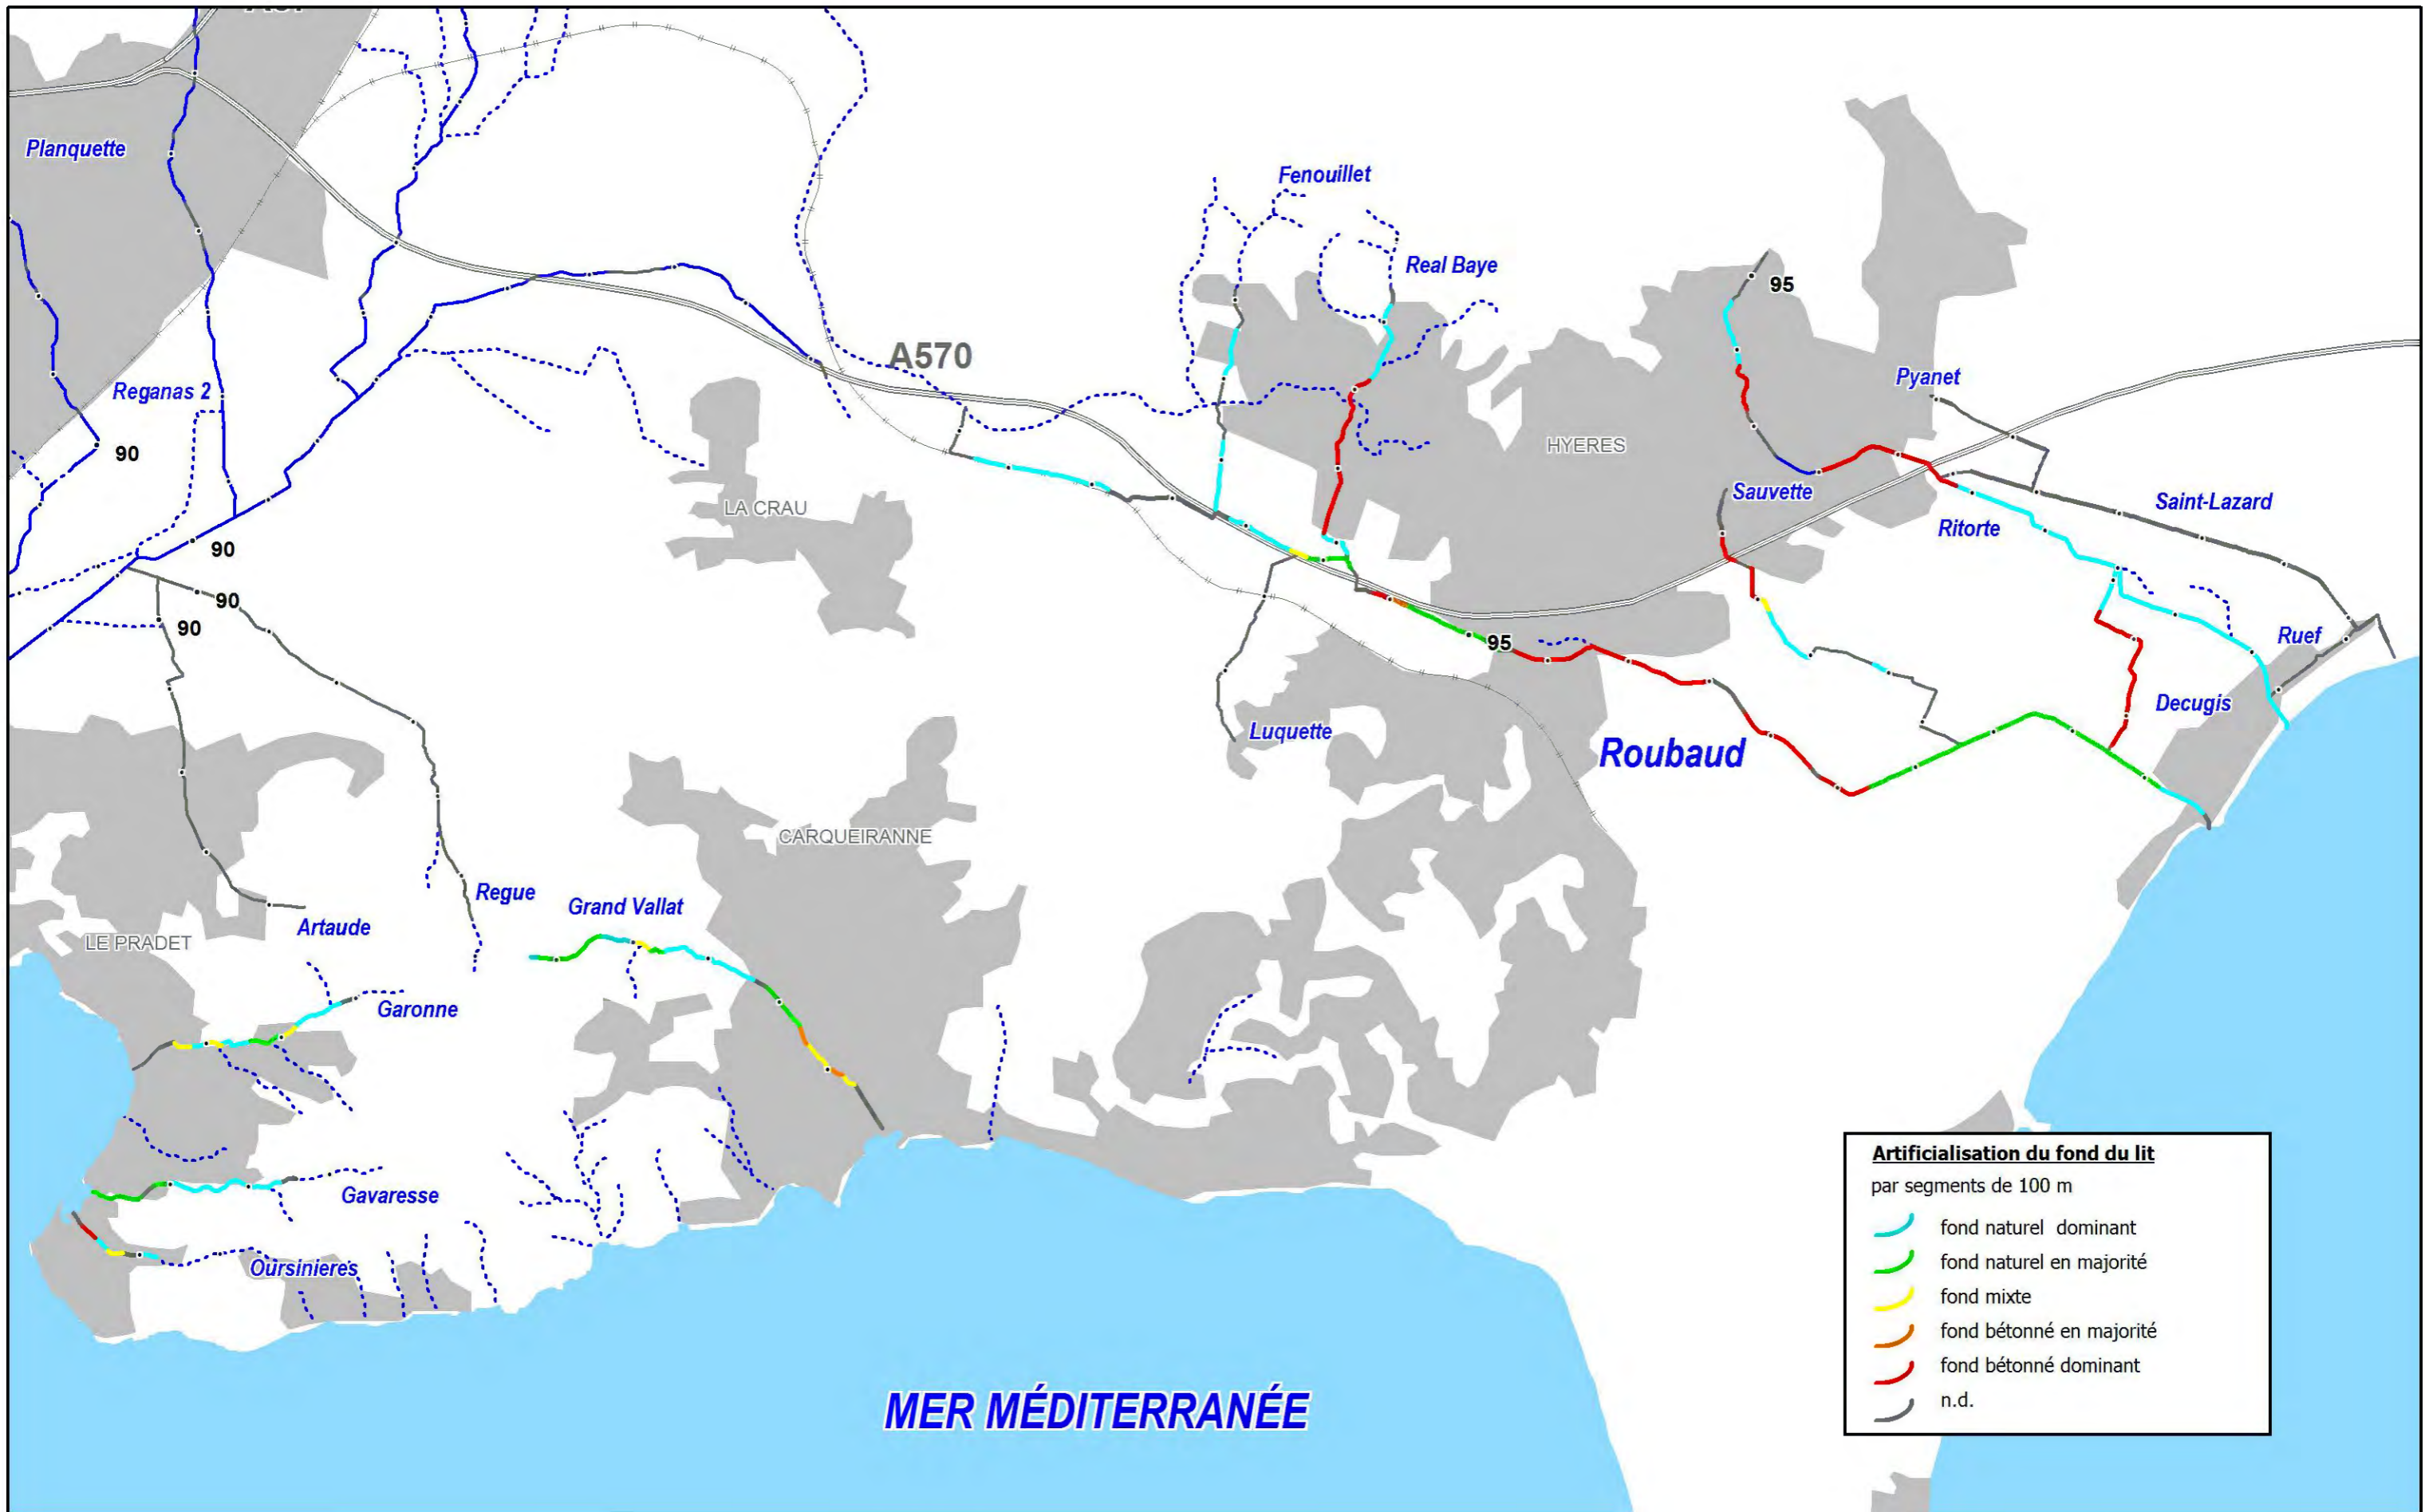 Planquette
Fenouillet
Real Baye
95
A570
Pyanet
Reganas 2
HYERES
90
Sauvette
Saint-Lazard
LA CRAU
Ritorte
90
90
90
95
Ruef
Decugis
Luquette
Roubaud
CARQUEIRANNE
Regue
Grand Vallat
Artaude
LE PRADET
Garonne
Gavaresse
Oursinieres
MER MÉDITERRANÉE
Artificialisation du fond du lit
par segments de 100 m
fond naturel dominant
fond naturel en majorité
fond mixte
fond bétonné en majorité
fond bétonné dominant
n.d.